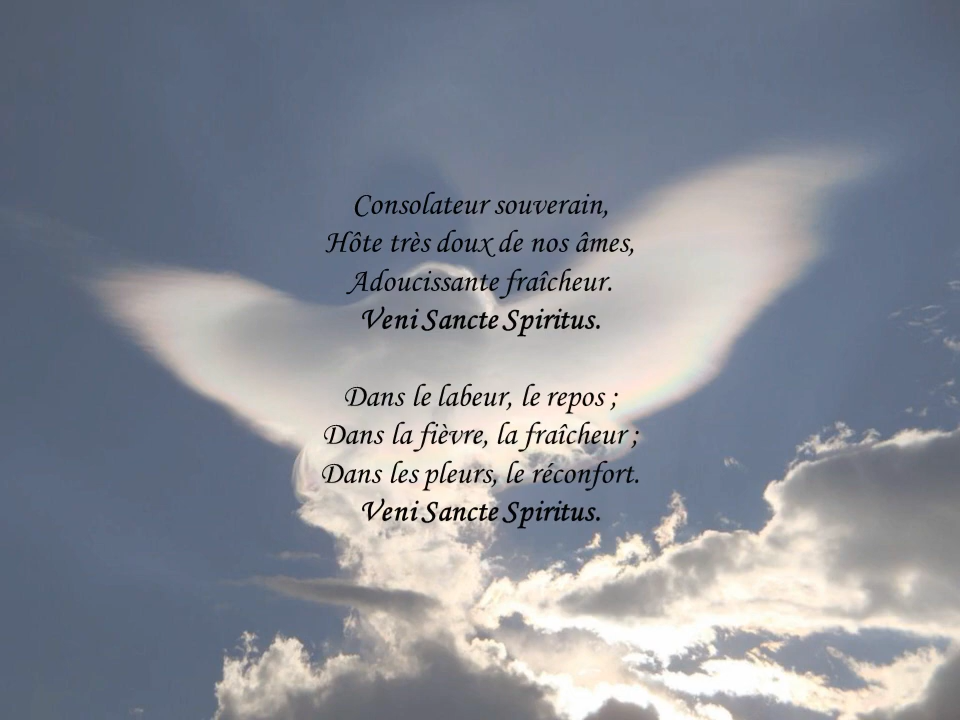 Consolateur souverain,
Hôte très doux de nos âmes,
Adoucissante fraîcheur.
Veni Sancte Spiritus.
Dans le labeur, le repos ;
Dans la fièvre, la fraîcheur ;
Dans les pleurs, le réconfort.
Veni Sancte Spiritus.